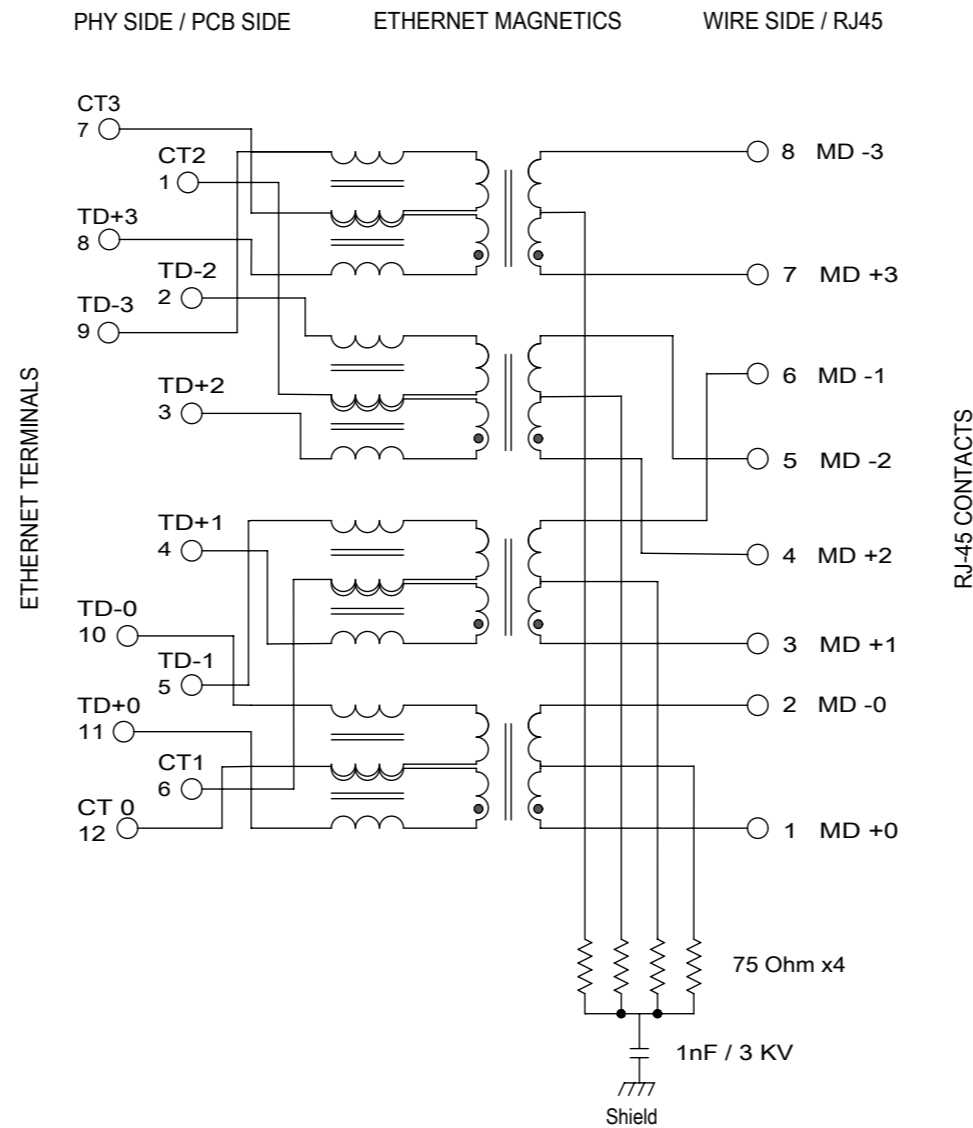 PHY SIDE / PCB SIDE
ETHERNET MAGNETICS
WIRE SIDE / RJ45
ETHERNET TERMINALS
CT3
7
CT2
1
TD+3
8
TD-2
2
TD-3
9
TD+2
3
TD+1
4
TD-0
10
TD-1
5
TD+0
11
CT1
6
CT 0
12
8 MD -3
7 MD +3
6 MD -1
5 MD -2
4 MD +2
3 MD +1
2 MD -0
1 MD +0
RJ-45 CONTACTS
75 Ohm x4
1nF / 3 KV
Shield